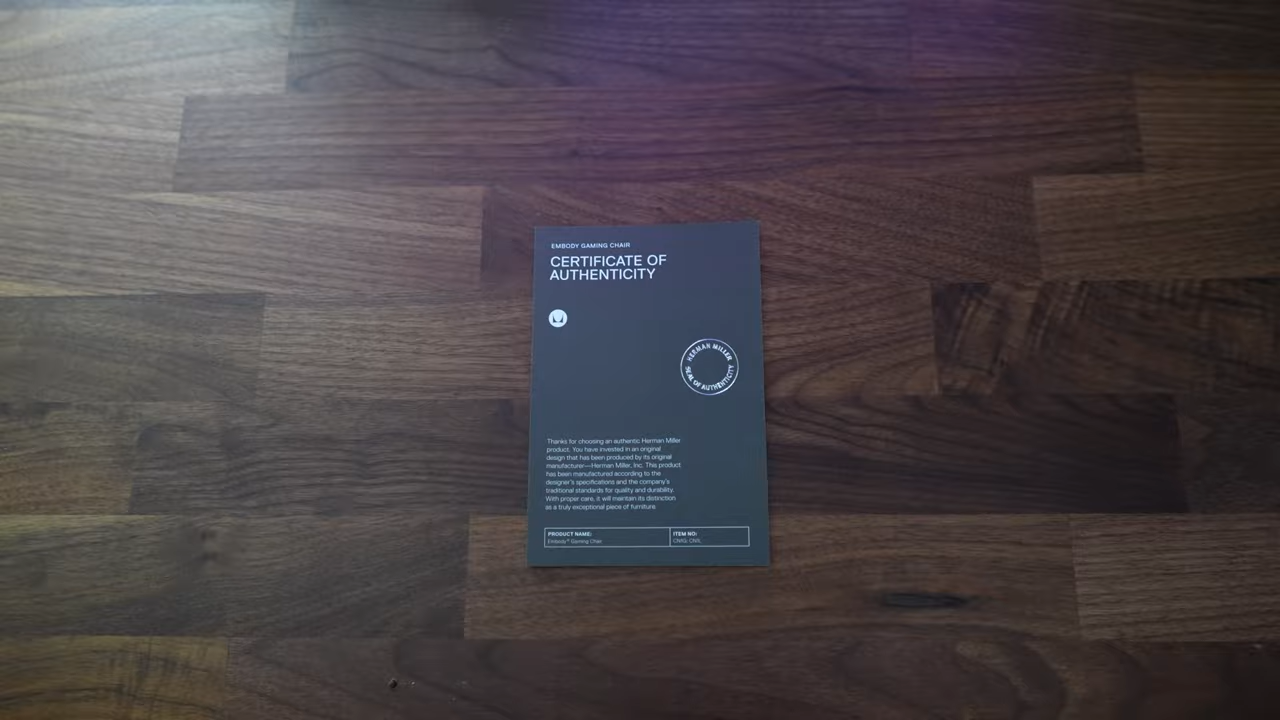 EMBODY GAMING CHAIR
CERTIFICATE OF
AUTHENTICITY
HERMAN MILLER
SEAL OF AUTHENTICITY
Thanks for choosing an authentic Herman Miller
product. You have invested in an original
design that has been produced by its original
manufacturer—Herman Miller, Inc. This product
has been manufactured according to the
designer's specifications and the company's
traditional standards for quality and durability.
With proper care, it will maintain its distinction
as a truly exceptional piece of furniture.
PRODUCT NAME:
Embody® Gaming Chair
ITEM NO: